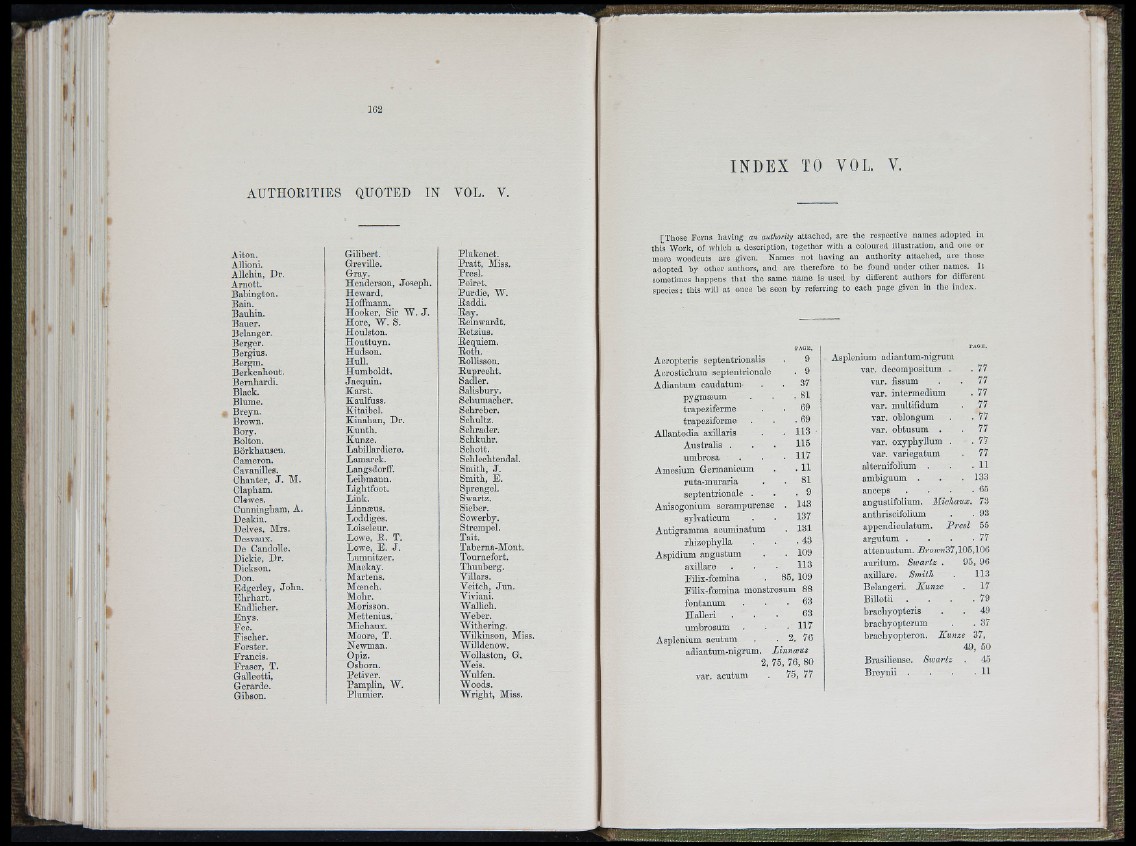 162
AUTHORITIES QUOTED IN VOL. V.
Aiton.
Allioni.
Allchin, Dr.
Arnott.
Babington.
Bain.
Bauhin.
Bauer.
Belanger.
Berger.
Bergius.
Bergm.
Berkenhout.
Bernhardi.
Black.
Blume.
Breyn.
Brown.
Bory.
Bolton.
Börkhausen.
Cameron.
Cavanilles.
Chanter, J. M.
Clapham.
Clowes.
Cunningham, A.
Deakin.
Delves, Mrs.
Desvaux.
De Candolle.
Dickie, Dr.
Dickson.
Don.
Edgerley, John.
Ehrhart.
Endlicher.
Enys.
Fee.
Fischer.
Forster.
Francis.
Fraser, T.
Galleotti,
Gerarde.
Gibson.
Gilibert.
Greville.
Gray.
Henderson, Joseph.
Heward,
Hoffmann.
Hooker, Sir W. J.
Hore, W. S.
Houlston.
Houttuyn.
Hudson.
Hull.
Humboldt.
Jacquin.
Karst.
Kaulfuss.
Kitaibel.
Kinahan, Dr.
Kunth.
Kunze.
Labillardiere.
Lamarck.
Langsdorff.
Leibmann.
Lightfoot.
Link.
Linnæus.
Loddiges.
Loiseleur.
Lowe, R. T.
Lowe, E. J.
Lumnitzer.
Mackay.
Martens.
Mœnch.
Mohr.
Morisson.
Mettenius.
Michaux.
Moore, T.
Newman.
Opiz.
Osborn.
Petiver.
Pamplin, W.
Plumier.
Plukenet.
Pratt, Miss.
Presl.
Poiret.
Purdie, W.
Raddi.
Ray.
Reinwardt.
Retzius.
Requiem.
Roth.
Rollisson.
Ruprecht.
Sadler.
Salisbury.
Schumacher.
Schreber.
Schultz.
Schrader.
Schkuhr.
Schott.
Schlechtendal.
Smith, J.
Smith, E.
Sprengel.
Swartz.
Sieber.
Sowerby.
Strempel.
Tait.
Taberna-Mont.
Tournefort.
Thunberg.
Villars.
Veitch, Jun.
Viviani.
Wallich.
Weber.
Withering.
Wilkinson, Miss.
Willdenow.
Wollaston, G.
Weis.
Wulfen.
Woods.
Wright, Miss.
INDEX TO VOL. V.
[Those Ferns having an authority attached, are the respective names adopted in
this Work, of which a description, together with a coloured illustration, and one or
more woodcuts are given. Names not having an authority attached, are those
adopted by other authors, and are therefore to be found under other names. It
sometimes happens that the same name is used by different authors for different
species; this will at once be seen by referring to each page given in the index.
PAGE.
Acropteris septentrionalis . 9
Acrostichum septentrionale . 9
Adiantum caudatum . . 37
pygmæum . . . 81
trapeziferme . . 69
trapeziforme . . . 69
Allantodia axillaris . . 113
Australis . . . 115
umbrosa . . . 117
Amesium Germanicum . . 11
ruta-muraria . . 81
septentrionale . . . 9
Anisogonium serampurense . 143
sylvaticum . . 137
Antigramma acuminatum . 131
rhizophylla . . . 43
Aspidium angustum . . 109
axillare . . . 113
Filix-fœmina . 85, 109
Filix-fœmina monstrosum 88
fontanum . . . 63
Halleri . . . 63
umbrosum . . . 117
Asplenium acutum . . 2, 76
adiantum-nigrum. Linnæus
2, 75, 76, 80
var. acutum . 75, 77
PAGE.
Asplenium adiantum-nigrum
var. decompositum . . 77
var. fissum . . 77
var. intermedium . 77
var. multifidum . 77
var. oblongum . . 77
var. obtusum . . 77
var. oxyphyllum . . 77
var. variegatum . 77
alternifolium . . . 11
ambiguum . . . 133
anceps . . . . 65
angustifolium. Michaux. 73
anthriscifolium . . 93
appendiculatum. Presl 55
argutum . . . . 77
attenuatum. Brown 37,105,106
auritum. Swartz . 95, 96
axillare. Smith . 113
Belangeri. Kunze . 17
Billotii . . . . 79
brachyopteris . . 49
brachyopterum . . 37
brachyopteron. Kunze 37,
49, 50
Brasiliense. Swartz . 45
Breynii . . . . 11